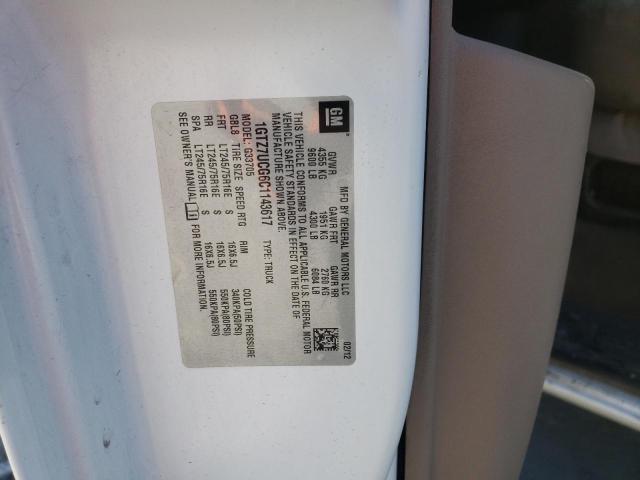 GM MFD BY GENERAL MOTORS LLC 02/12
GVWR GAWR FRT GAWR RR
4355 KG 1951 KG 2760 KG
9600 LB 4300 LB 6084 LB
THIS VEHICLE CONFORMS TO ALL APPLICABLE U.S. FEDERAL MOTOR
VEHICLE SAFETY STANDARDS IN EFFECT ON THE DATE OF
MANUFACTURE SHOWN ABOVE.
1GTZ7UCG6C1143617 TYPE: TRUCK
MODEL: G33705
GBL8 TIRE SIZE SPEED RTG RIM COLD TIRE PRESSURE
FRT LT245/75R16E S 16X6.5J 340KPA(50PSI)
RR LT245/75R16E S 16X6.5J 550KPA(80PSI)
SPA LT245/75R16E S 16X6.5J 550KPA(80PSI)
SEE OWNER'S MANUAL FOR MORE INFORMATION.